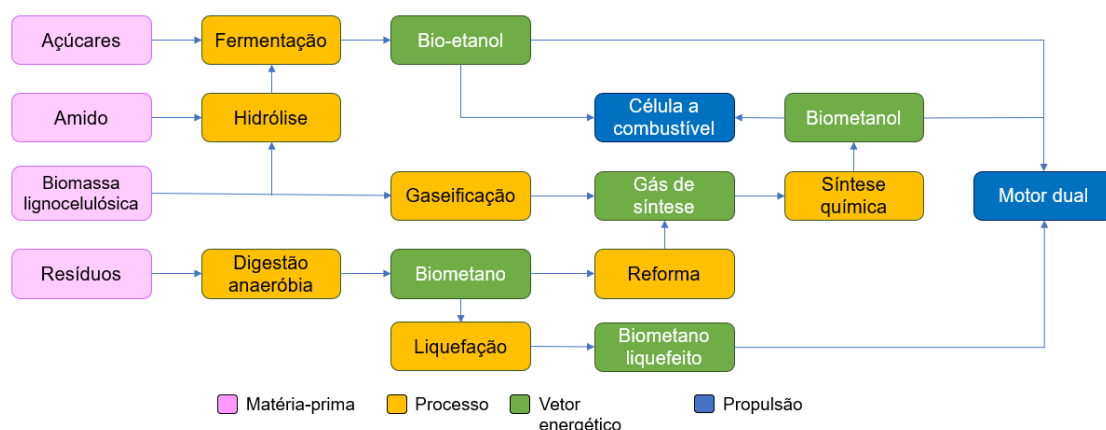 Açúcares
Fermentação
Bio-etanol
Amido
Hidrólise
Célula a
combustível
Biometanol
Biomassa
lignocelulósica
Gaseificação
Gás de
síntese
Síntese
química
Motor dual
Resíduos
Digestão
anaeróbia
Biometano
Reforma
Liquefação
Biometano
liquefeito
Matéria-prima
Processo
Vetor
energético
Propulsão